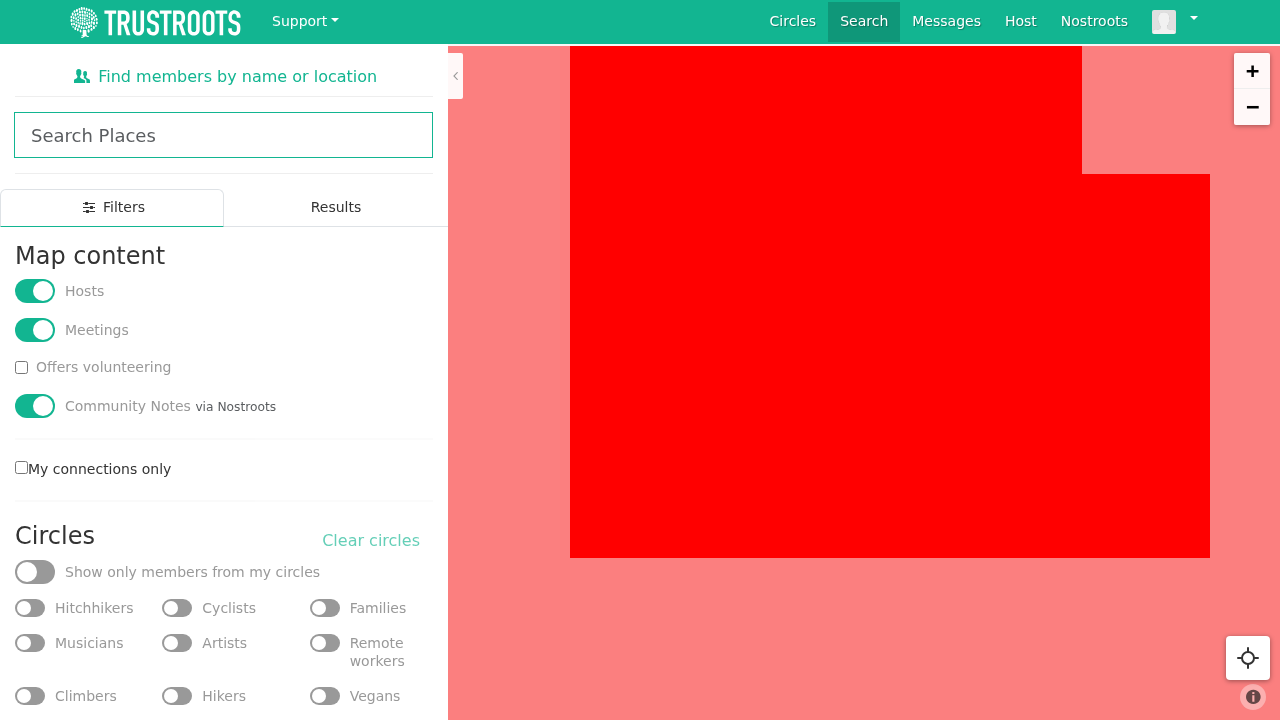 TRUSTROOTS
Support
Circles
Search
Messages
Host
Nostroots
Find members by name or location
Search Places
Filters
Results
Map content
Hosts
Meetings
Offers volunteering
Community Notes via Nostroots
My connections only
Circles
Clear circles
Show only members from my circles
Hitchhikers
Cyclists
Families
Musicians
Artists
Remote
workers
Climbers
Hikers
Vegans
+
−